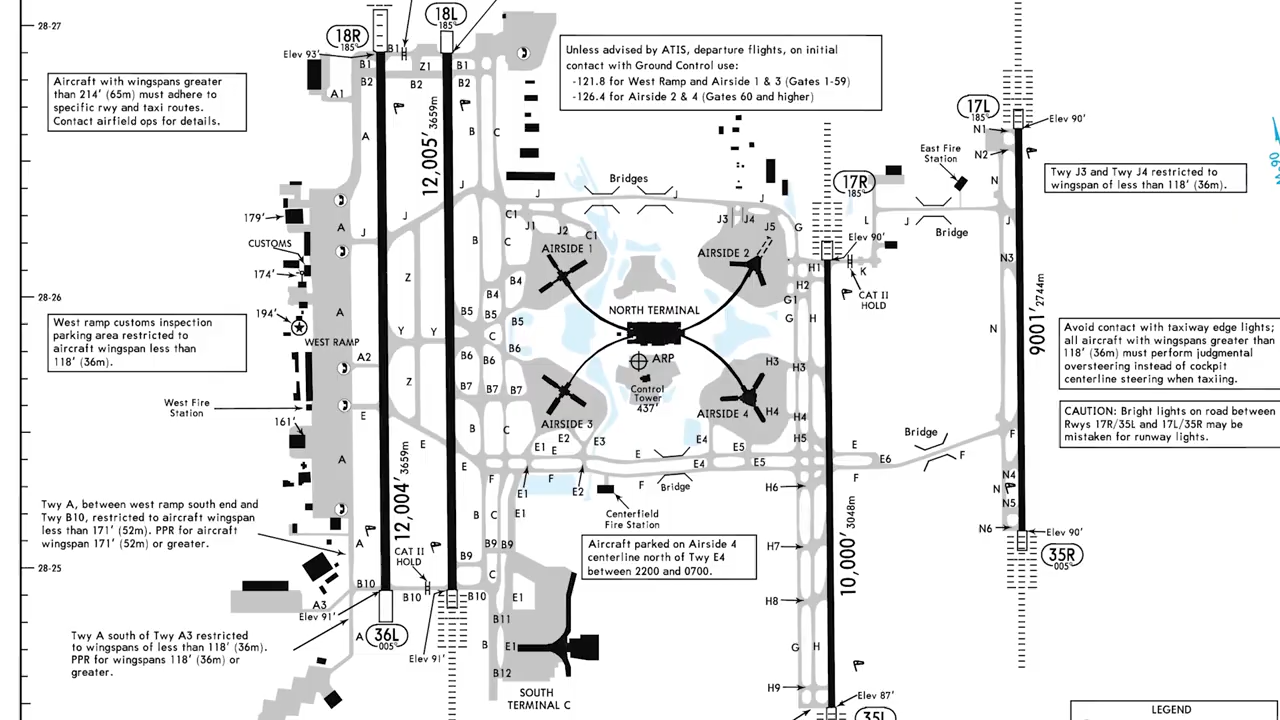 18L
185°
28-27
18R
185°
Elev 93'
B1
B1
Z1
B1
B2
B2
B2
A1
Aircraft with wingspans greater
than 214' (65m) must adhere to
specific rwy and taxi routes.
Contact airfield ops for details.
Unless advised by ATIS, departure flights, on initial
contact with Ground Control use:
-121.8 for West Ramp and Airside 1 & 3 (Gates 1-59)
-126.4 for Airside 2 & 4 (Gates 60 and higher)
17L
185°
Elev 90'
N1
N2
East Fire
Station
Twy J3 and Twy J4 restricted to
wingspan of less than 118' (36m).
12,005' 3659m
A
B
C
J
Bridges
J
J
17R
185°
N
179'
A
J
J
C1
J1
J2
C1
J3
J4
J5
G
L
J
Bridge
J
Elev 90'
CUSTOMS
A
B
C
AIRSIDE 1
AIRSIDE 2
174'
Z
B4
H1
K
N3
28-26
B4
H2
CAT II
HOLD
194'
A
B5
B5
B5
NORTH TERMINAL
G1
G
H
9001' 2744m
N
West ramp customs inspection
parking area restricted to
aircraft wingspan less than
118' (36m).
WEST RAMP
Y
Y
C
A2
B6
B6
B6
ARP
H3
H3
Avoid contact with taxiway edge lights;
all aircraft with wingspans greater than
118' (36m) must perform judgmental
oversteering instead of cockpit
centerline steering when taxiing.
Z
B7
B7
B7
Control
Tower
437'
West Fire
Station
E
AIRSIDE 3
AIRSIDE 4
H4
H4
161'
B
C
E2
E3
E4
H5
CAUTION: Bright lights on road between
Rwys 17R/35L and 17L/35R may be
mistaken for runway lights.
A
E
E1
E
E
E5
E
Bridge
F
E
F
E4
E5
E6
F
F
E1
E2
F
Bridge
H6
F
N4
N
N5
Twy A, between west ramp south end and
Twy B10, restricted to aircraft wingspan
less than 171' (52m). PPR for aircraft
wingspan 171' (52m) or greater.
12,004' 3659m
B
C
E1
Centerfield
Fire Station
N6
Elev 90'
A
CAT II
HOLD
B9
B9
B9
Aircraft parked on Airside 4
centerline north of Twy E4
between 2200 and 0700.
H7
10,000' 3048m
35R
005°
28-25
B10
B10
B10
C
E1
H8
A3
Elev 91'
B11
36L
005°
A
Elev 91'
B
E1
G
H
Twy A south of Twy A3 restricted
to wingspans of less than 118' (36m).
PPR for wingspans 118' (36m) or
greater.
B12
H9
Elev 87'
SOUTH
TERMINAL C
35L
LEGEND